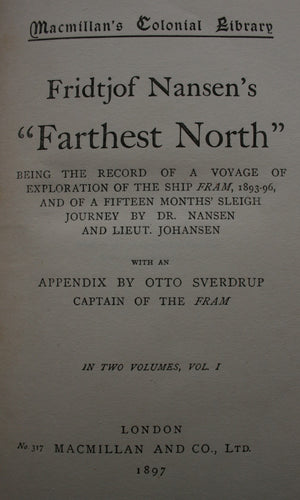 Macmillan's Colonial Library
Fridtjof Nansen's
"Farthest North"
BEING THE RECORD OF A VOYAGE OF
EXPLORATION OF THE SHIP FRAM, 1893-96,
AND OF A FIFTEEN MONTHS' SLEIGH
JOURNEY BY DR. NANSEN
AND LIEUT. JOHANSEN
WITH AN
APPENDIX BY OTTO SVERDRUP
CAPTAIN OF THE FRAM
IN TWO VOLUMES, VOL. I
LONDON
No 317 MACMILLAN AND CO., LTD.
1897